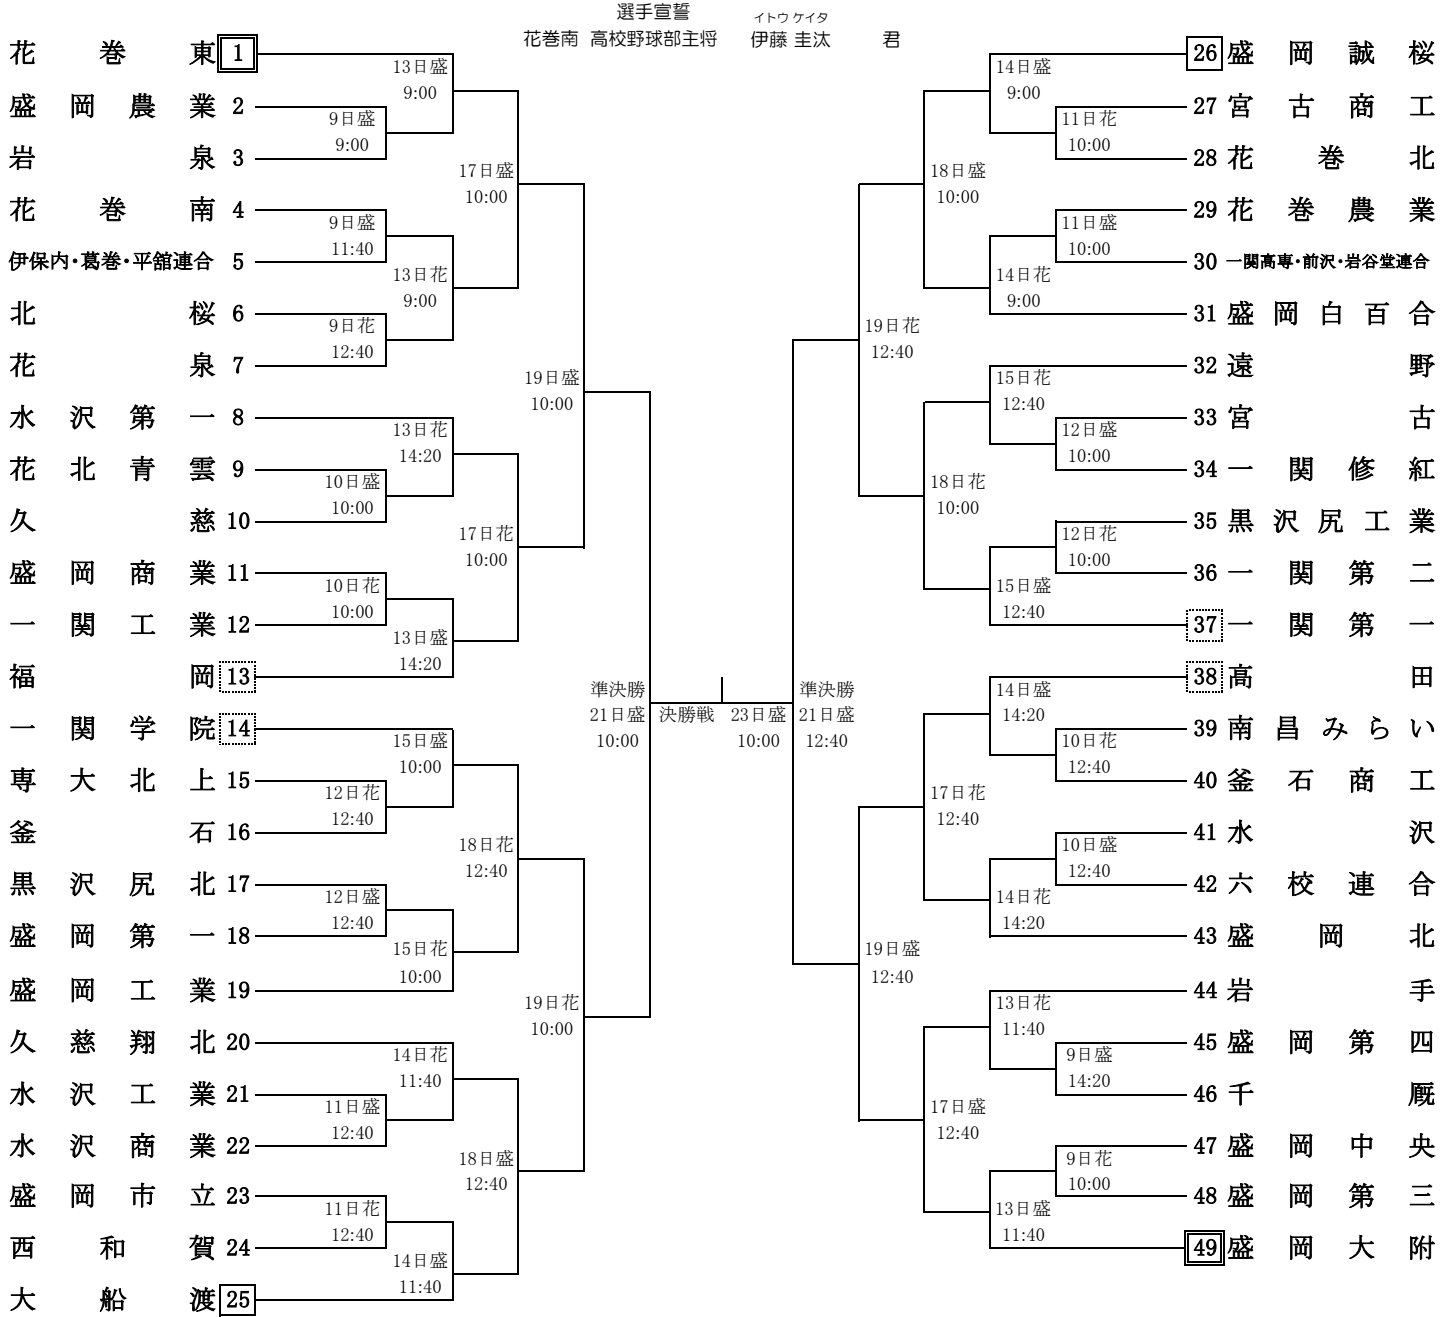 選手宣誓
イトウ ケイタ
花巻南 高校野球部主将 伊藤 圭汰 君
花巻東 1
盛岡農業 2
岩泉 3
花巻南 4
伊保内・葛巻・平舘連合 5
北桜 6
花泉 7
水沢第一 8
花北青雲 9
久慈 10
盛岡商業 11
一関工業 12
福岡 13
一関学院 14
専大北上 15
釜石 16
黒沢尻北 17
盛岡第一 18
盛岡工業 19
久慈翔北 20
水沢工業 21
水沢商業 22
盛岡市立 23
西和賀 24
大船渡 25
9日盛
9:00
9日盛
11:40
9日花
12:40
10日盛
10:00
10日花
10:00
12日花
12:40
12日盛
12:40
11日盛
12:40
11日花
12:40
13日盛
9:00
13日花
9:00
13日花
14:20
13日盛
14:20
15日盛
10:00
15日花
10:00
14日花
11:40
14日盛
11:40
17日盛
10:00
17日花
10:00
18日花
12:40
18日盛
12:40
19日盛
10:00
19日花
10:00
準決勝
21日盛
10:00
決勝戦 23日盛
10:00
準決勝
21日盛
12:40
19日花
12:40
19日盛
12:40
18日盛
10:00
18日花
10:00
17日花
12:40
17日盛
12:40
14日盛
9:00
14日花
9:00
15日花
12:40
15日盛
12:40
14日盛
14:20
14日花
14:20
13日花
11:40
13日盛
11:40
11日花
10:00
11日盛
10:00
12日盛
10:00
12日花
10:00
10日花
12:40
10日盛
12:40
9日盛
14:20
9日花
10:00
26 盛岡誠桜
27 宮古商工
28 花巻北
29 花巻農業
30 一関高専・前沢・岩谷堂連合
31 盛岡白百合
32 遠野
33 宮古
34 一関修紅
35 黒沢尻工業
36 一関第二
37 一関第一
38 高田
39 南昌みらい
40 釜石商工
41 水沢
42 六校連合
43 盛岡北
44 岩手
45 盛岡第四
46 千厩
47 盛岡中央
48 盛岡第三
49 盛岡大附